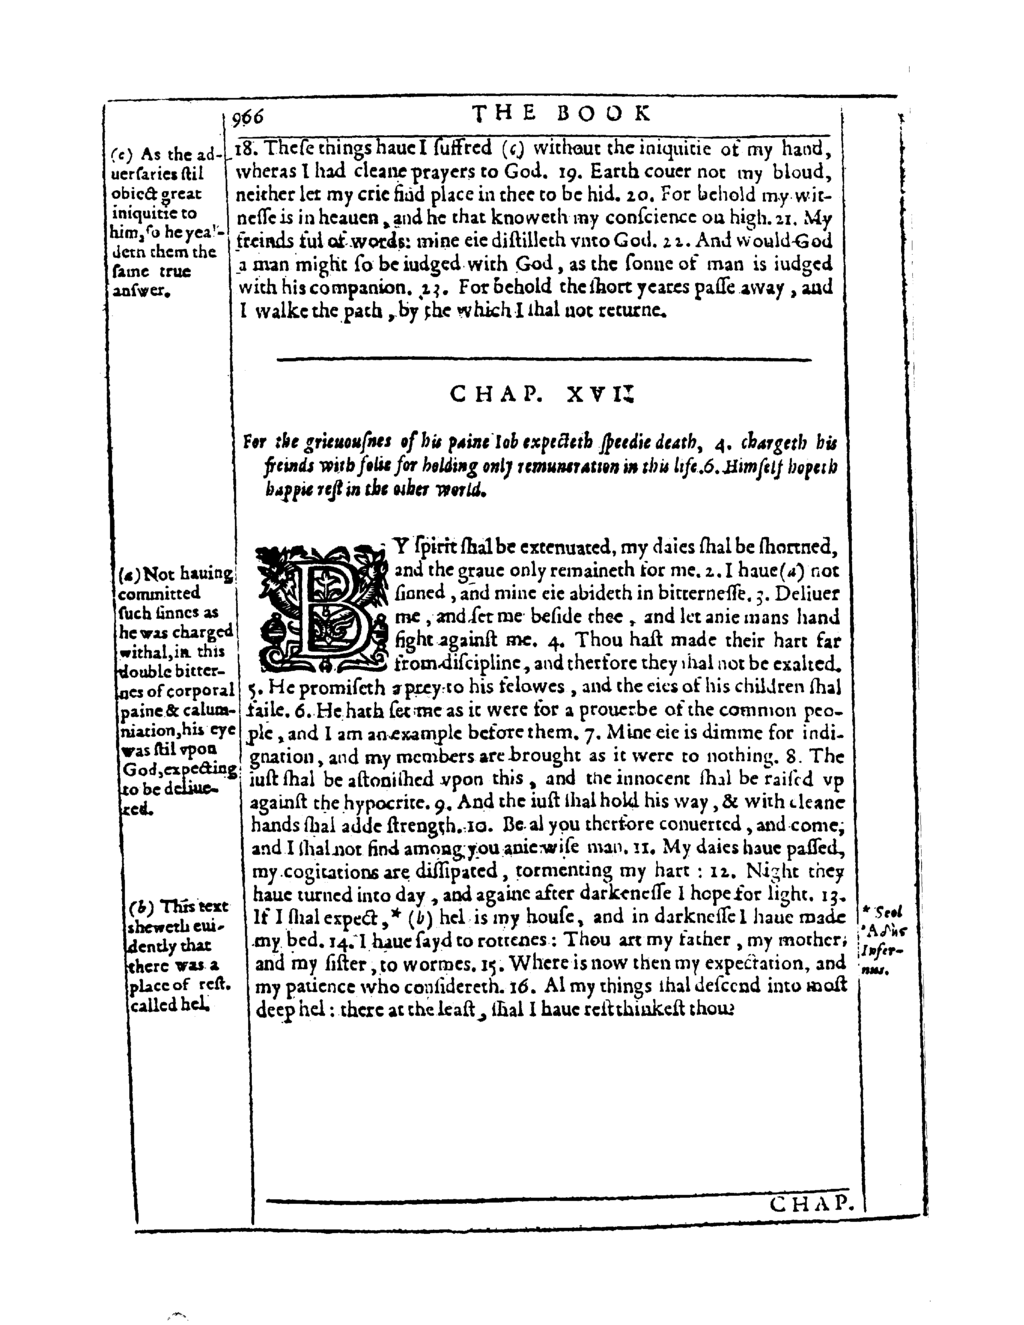 966 THE BOOK
(c) As the ad-
uersaries stil
obiect great
iniquitie to
him, so he yeal-
deth them the
same true
answer.
18. These things haue I suffred (c) without the iniquitie of my hand,
wheras I had cleane prayers to God. 19. Earth couer not my bloud,
neither let my crie find place in thee to be hid. 20. For behold my wit-
nesse is in heauen, and he that knoweth my conscience on high. 21. My
freinds ful of words: mine eie distilleth vnto God. 22. And would God
a man might so be iudged with God, as the sonne of man is iudged
with his companion. 23. For behold the short yeares passe away, and
I walke the path, by the which I shal not returne.
CHAP. XVII.
For the grieuousnes of his paine Iob expecteth speedie death, 4. chargeth his
freinds with folie for holding only remuneration in this life. 6. Himself hopeth
happie rest in the other world.
(a) Not hauing
committed
such sinnes as
he was charged
withal, in this
double bitter-
nes of corporal
paine & calum-
niation, his eye
was stil vpon
God, expecting
to be deliue-
red.
(b) This text
sheweth eui-
dently that
there was a
place of rest,
called hel.
BY spirit shal be extenuated, my daies shal be shortned,
and the graue only remaineth for me. 2. I haue (a) not
sinned, and mine eie abideth in bitternesse. 3. Deliuer
me, and set me beside thee, and let anie mans hand
fight against me. 4. Thou hast made their hart far
from discipline, and therfore they shal not be exalted.
5. He promiseth a prey to his felowes, and the eies of his children shal
faile. 6. He hath set me as it were for a prouerbe of the common peo-
ple, and I am an example before them. 7. Mine eie is dimme for indi-
gnation, and my members are brought as it were to nothing. 8. The
iust shal be astonished vpon this, and the innocent shal be raised vp
against the hypocrite. 9. And the iust shal hold his way, & with cleane
hands shal adde strength. 10. Be al you therfore conuerted, and come,
and I shal not find among you anie wise man. 11. My daies haue passed,
my cogitations are dissipated, tormenting my hart: 12. Night they
haue turned into day, and againe after darkenesse I hope for light. 13.
If I shal expect, * (b) hel is my house, and in darknesse I haue made
my bed. 14. I haue sayd to rottenes: Thou art my father, my mother,
and my sister, to wormes. 15. Where is now then my expectation, and
my patience who considereth. 16. Al my things shal descend into most
deep hel: there at the least, shal I haue rest thinkest thou?
* Seol
Infer-
nus.
CHAP.